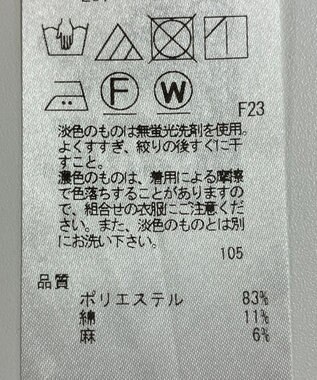 F
W
F23
淡色のものは無蛍光洗剤を使用。
よくすすぎ、絞りの後すぐに干
すこと。
濃色のものは、着用による摩擦
で色落ちすることがありますの
で、組合せの衣服にご注意くだ
さい。また、淡色のものとは別
にお洗い下さい。
105
品質
ポリエステル 83%
綿 11%
麻 6%